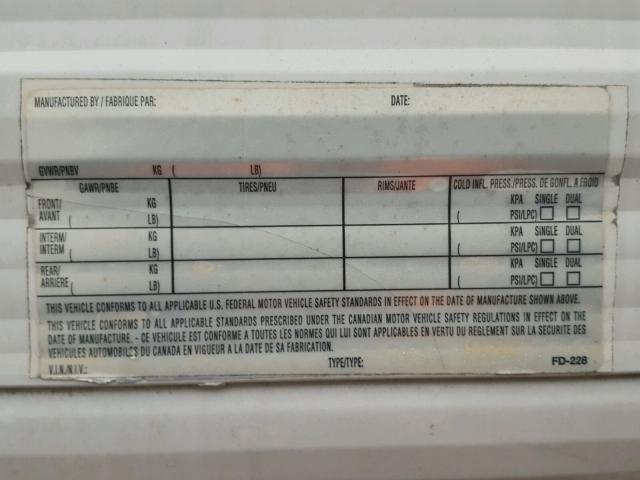 MANUFACTURED BY / FABRIQUE PAR: DATE:
GVWR/PNBV KG ( LB)
GAWR/PNBE TIRES/PNEU RIMS/JANTE COLD INFL. PRESS./PRESS. DE GONFL. A FROID
FRONT/ KG KPA SINGLE DUAL
AVANT ( LB) ( PSI/LPC)
INTERM/ KG KPA SINGLE DUAL
INTERM ( LB) ( PSI/LPC)
REAR/ KG KPA SINGLE DUAL
ARRIERE ( LB) ( PSI/LPC)
THIS VEHICLE CONFORMS TO ALL APPLICABLE U.S. FEDERAL MOTOR VEHICLE SAFETY STANDARDS IN EFFECT ON THE DATE OF MANUFACTURE SHOWN ABOVE.
THIS VEHICLE CONFORMS TO ALL APPLICABLE STANDARDS PRESCRIBED UNDER THE CANADIAN MOTOR VEHICLE SAFETY REGULATIONS IN EFFECT ON THE
DATE OF MANUFACTURE. - CE VEHICULE EST CONFORME A TOUTES LES NORMES QUI LUI SONT APPLICABLES EN VERTU DU REGLEMENT SUR LA SECURITE DES
VEHICULES AUTOMOBILES DU CANADA EN VIGUEUR A LA DATE DE SA FABRICATION.
V.I.N./N.I.V.: TYPE/TYPE: FD-228